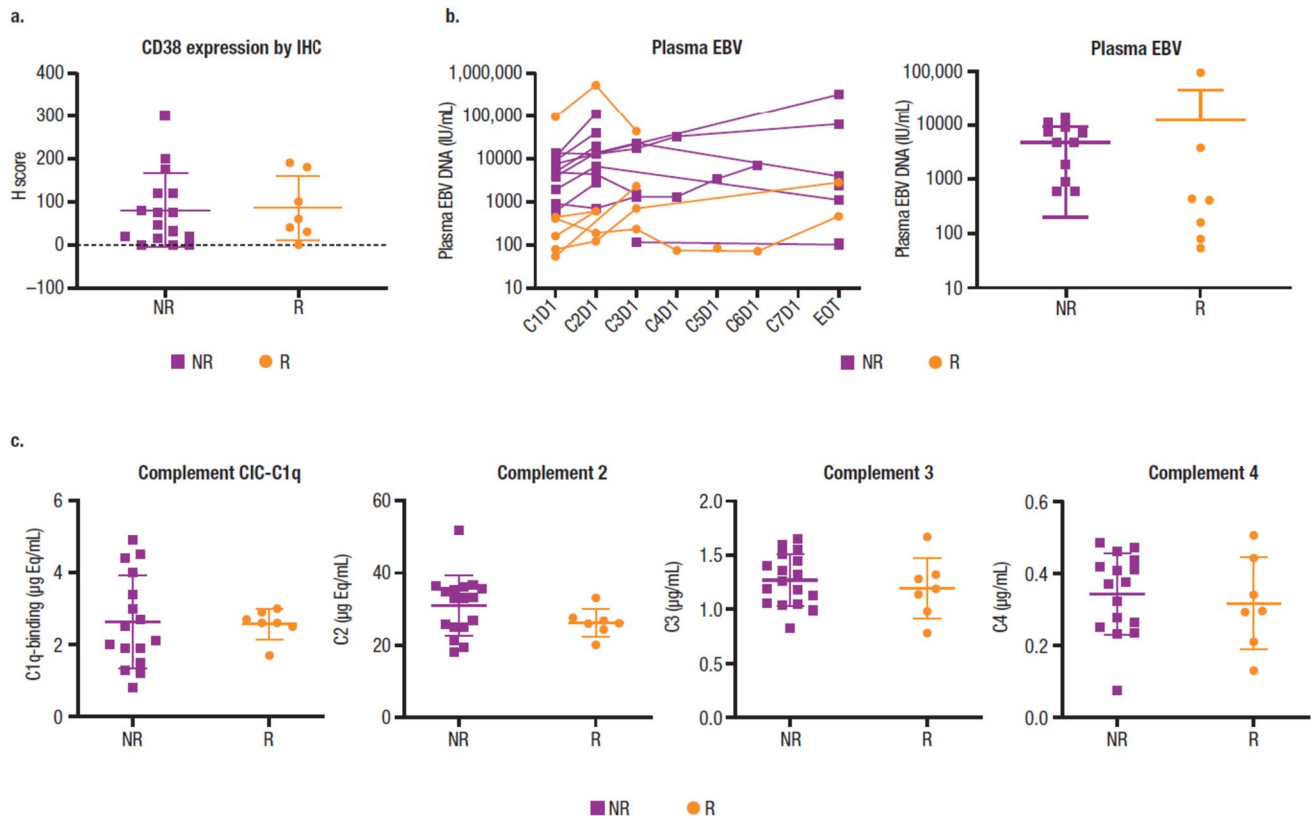 a.
CD38 expression by IHC
H score
400
300
200
100
0
−100
NR
R
NR R
b.
Plasma EBV
Plasma EBV DNA (IU/mL)
1,000,000
100,000
10000
1000
100
10
C1D1
C2D1
C3D1
C4D1
C5D1
C6D1
C7D1
EOT
Plasma EBV
Plasma EBV DNA (IU/mL)
100,000
10000
1000
100
10
NR
R
NR R
c.
Complement CIC-C1q
C1q-binding (µg Eq/mL)
6
4
2
0
NR
R
Complement 2
C2 (µg Eq/mL)
60
40
20
0
NR
R
Complement 3
C3 (µg/mL)
2.0
1.5
1.0
1.5
0.0
NR
R
Complement 4
C4 (µg/mL)
0.6
0.4
0.2
0.0
NR
R
NR R